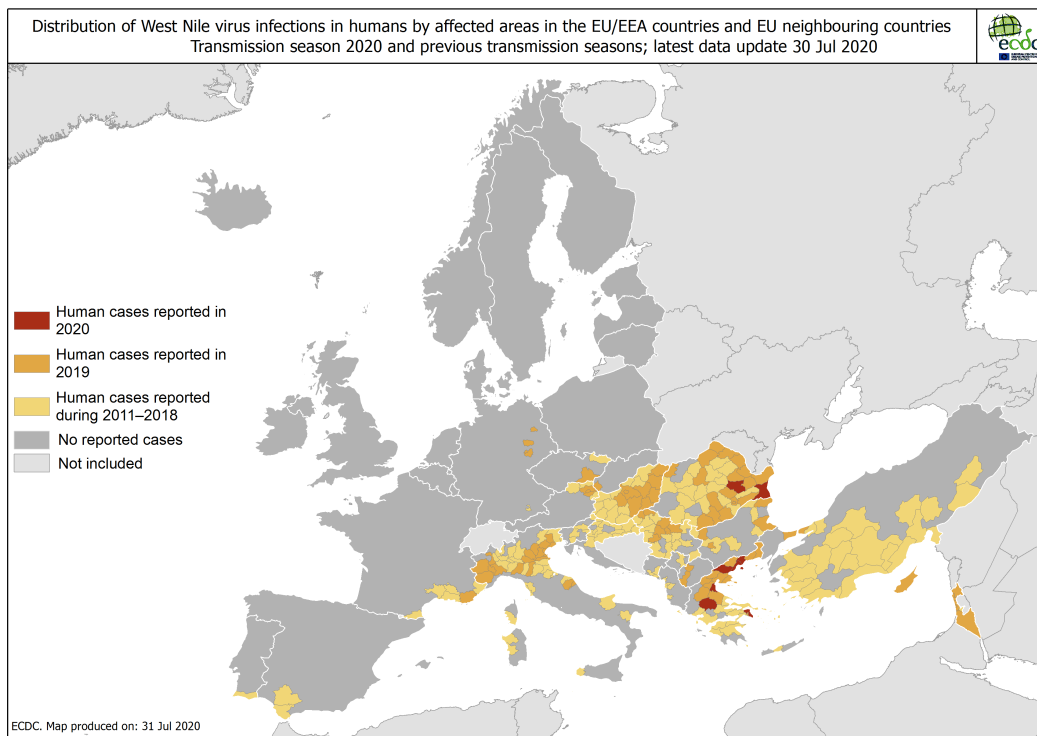 Distribution of West Nile virus infections in humans by affected areas in the EU/EEA countries and EU neighbouring countries
Transmission season 2020 and previous transmission seasons; latest data update 30 Jul 2020
ecdc
Human cases reported in
2020
Human cases reported in
2019
Human cases reported
during 2011–2018
No reported cases
Not included
ECDC. Map produced on: 31 Jul 2020